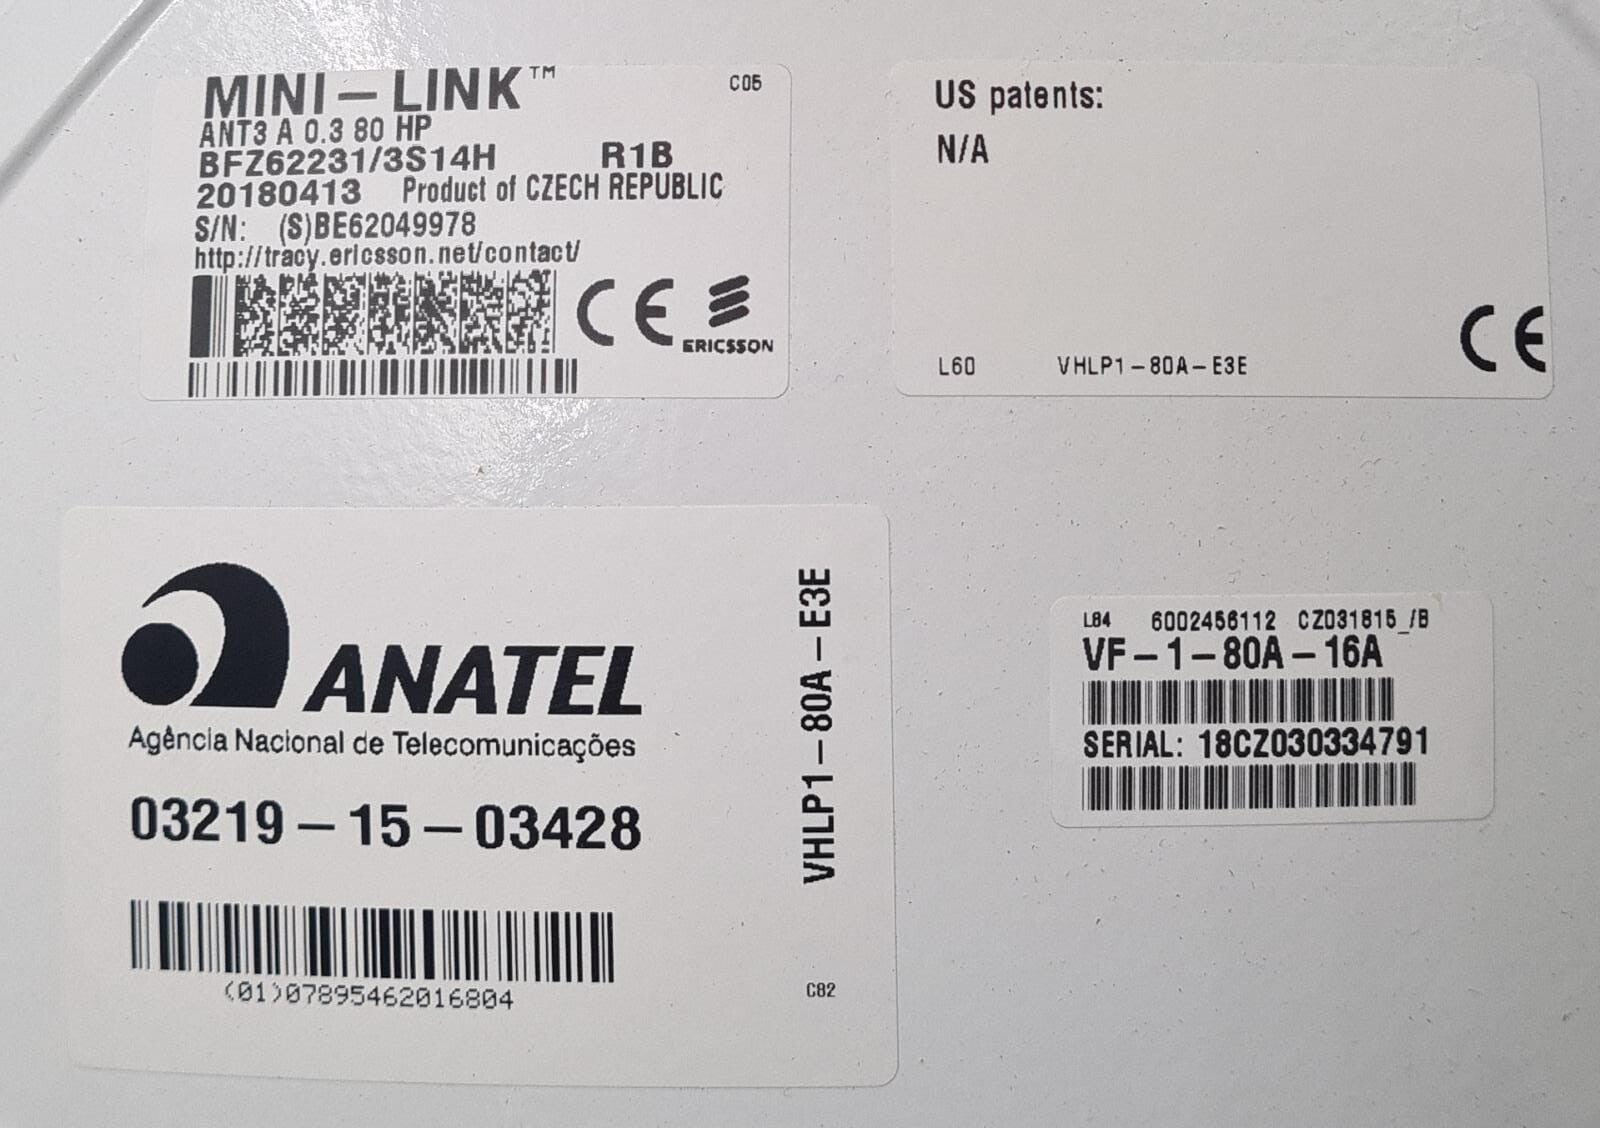 MINI-LINK™ C05
ANT3 A 0.3 80 HP
BFZ62231/3S14H R1B
20180413 Product of CZECH REPUBLIC
S/N: (S)BE62049978
http://tracy.ericsson.net/contact/
CE
ERICSSON
US patents:
N/A
L60 VHLP1-80A-E3E CE
ANATEL
Agência Nacional de Telecomunicações
03219-15-03428
(01)07895462016804
VHLP1-80A-E3E
C82
L84 6002456112 CZ031815_/B
VF-1-80A-16A
SERIAL: 18CZ030334791